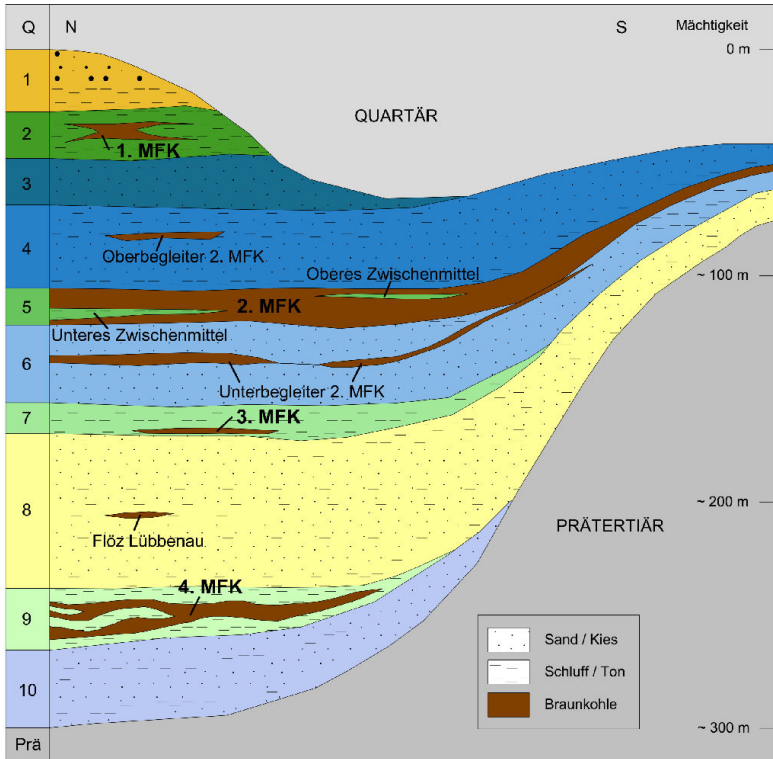 Q
N
S
Mächtigkeit
0 m
1
QUARTÄR
2
1. MFK
3
4
Oberbegleiter 2. MFK
Oberes Zwischenmittel
~ 100 m
5
2. MFK
Unteres Zwischenmittel
6
Unterbegleiter 2. MFK
7
3. MFK
8
~ 200 m
Flöz Lübbenau
PRÄTERTIÄR
4. MFK
9
Sand / Kies
Schluff / Ton
10
Braunkohle
~ 300 m
Prä